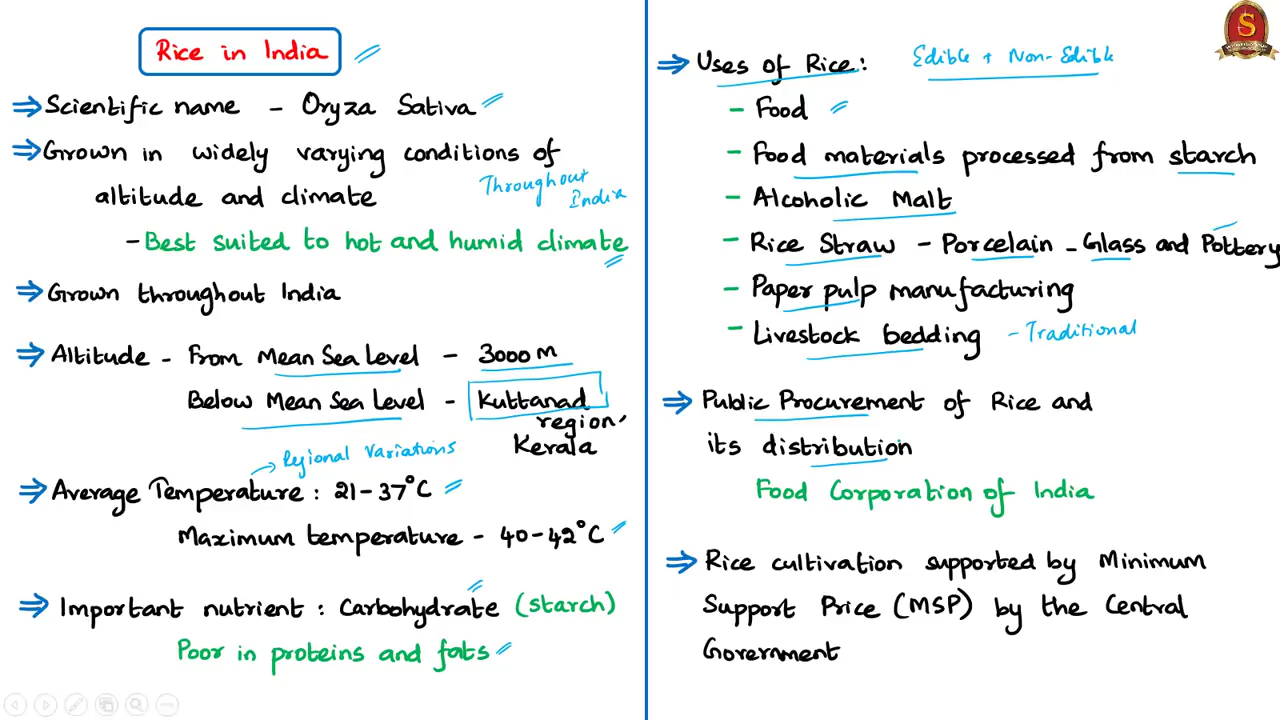 Rice in India
⇒ Scientific name - Oryza Sativa
⇒ Grown in widely varying conditions of
altitude and climate
Throughout
India
- Best suited to hot and humid climate
⇒ Grown throughout India
⇒ Altitude - From Mean Sea Level - 3000 M
Below Mean Sea Level - Kuttanad
region
Kerala
→ Regional Variations
⇒ Average Temperature : 21-37°C
Maximum temperature - 40-42°C
⇒ Important nutrient : Carbohydrate (starch)
Poor in proteins and fats
⇒ Uses of Rice : Edible + Non-Edible
- Food
- Food materials processed from starch
- Alcoholic Malt
- Rice Straw - Porcelain - Glass and Pottery
- Paper pulp manufacturing
- Livestock bedding - Traditional
⇒ Public Procurement of Rice and
its distribution
Food Corporation of India
⇒ Rice cultivation supported by Minimum
Support Price (MSP) by the Central
Government
S